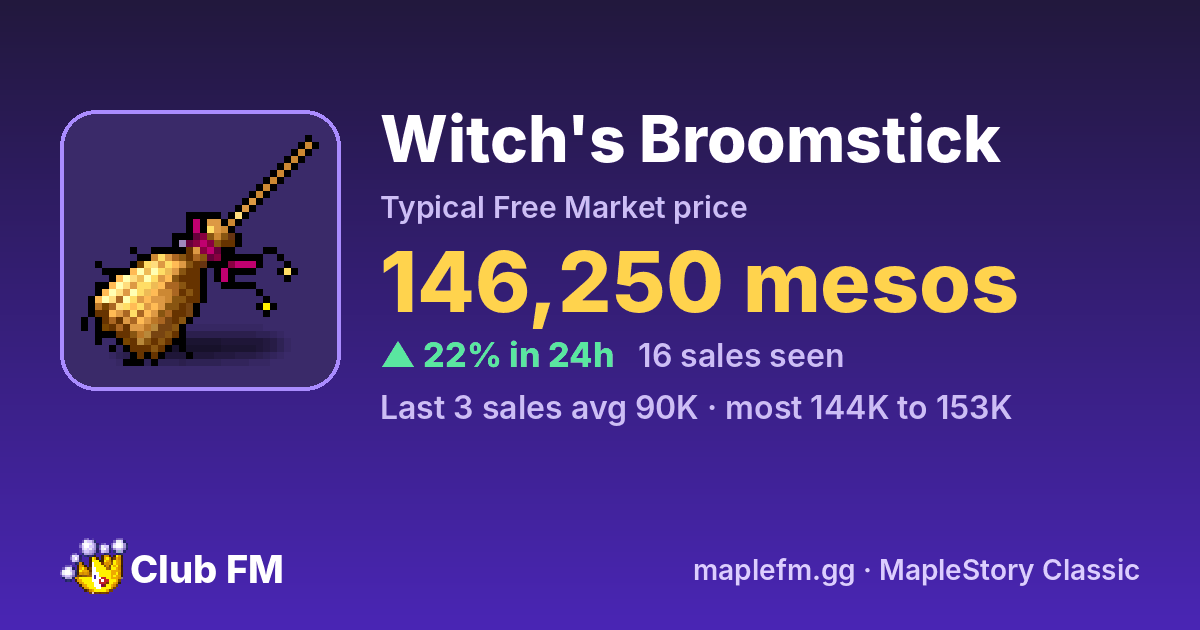 Witch's Broomstick
Typical Free Market price
146,250 mesos
▲ 22% in 24h 16 sales seen
Last 3 sales avg 90K · most 144K to 153K
Club FM
maplefm.gg · MapleStory Classic